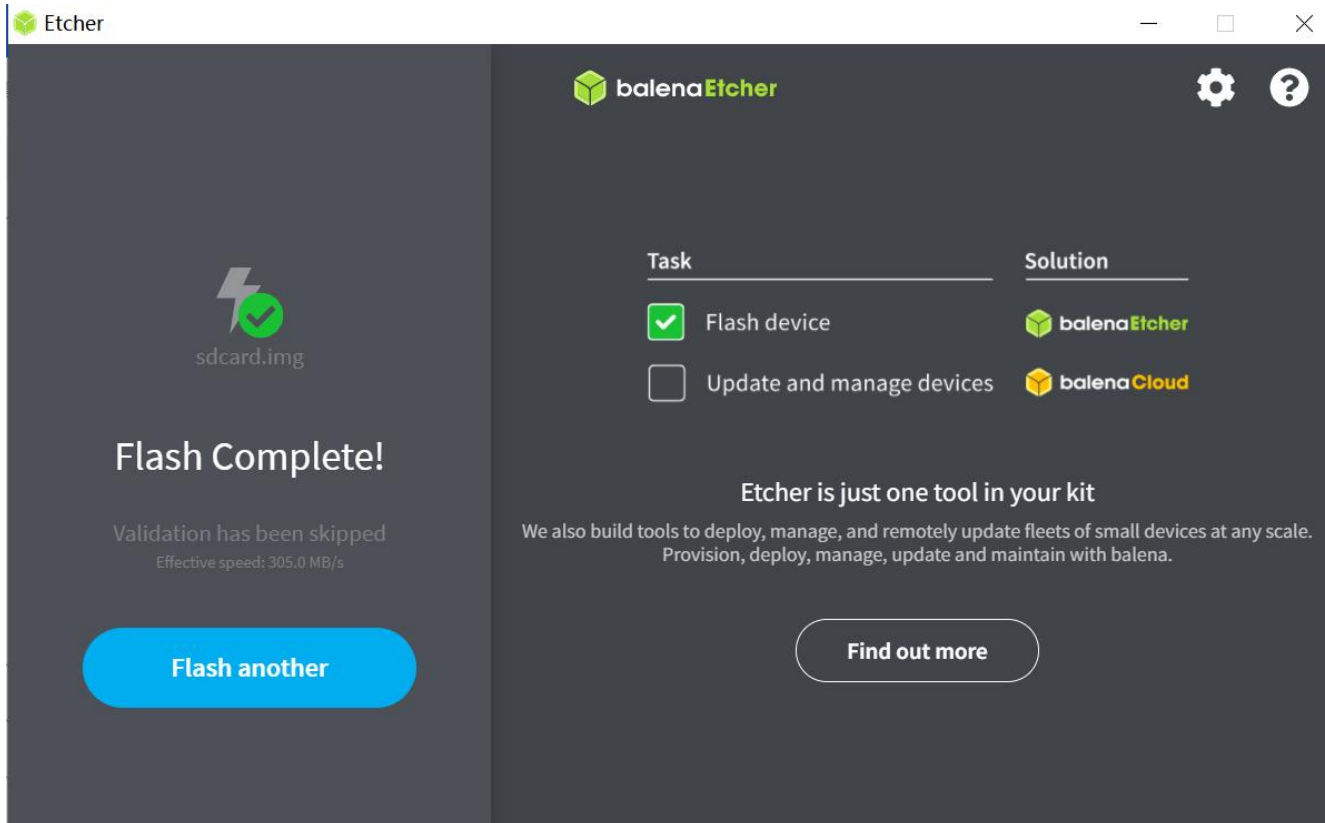 Etcher
balenaEtcher
Task Solution
Flash device balenaEtcher
Update and manage devices balenaCloud
sdcard.img
Flash Complete!
Validation has been skipped
Effective speed: 305.0 MB/s
Flash another
Etcher is just one tool in your kit
We also build tools to deploy, manage, and remotely update fleets of small devices at any scale.
Provision, deploy, manage, update and maintain with balena.
Find out more